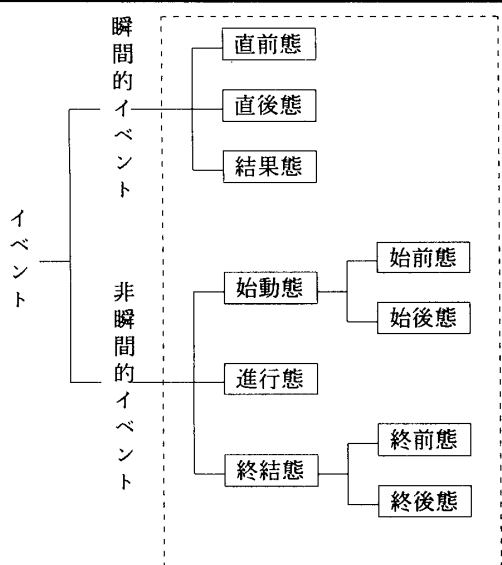 イベント
瞬間的イベント
直前態
直後態
結果態
非瞬間的イベント
始動態
始前態
始後態
進行態
終結態
終前態
終後態